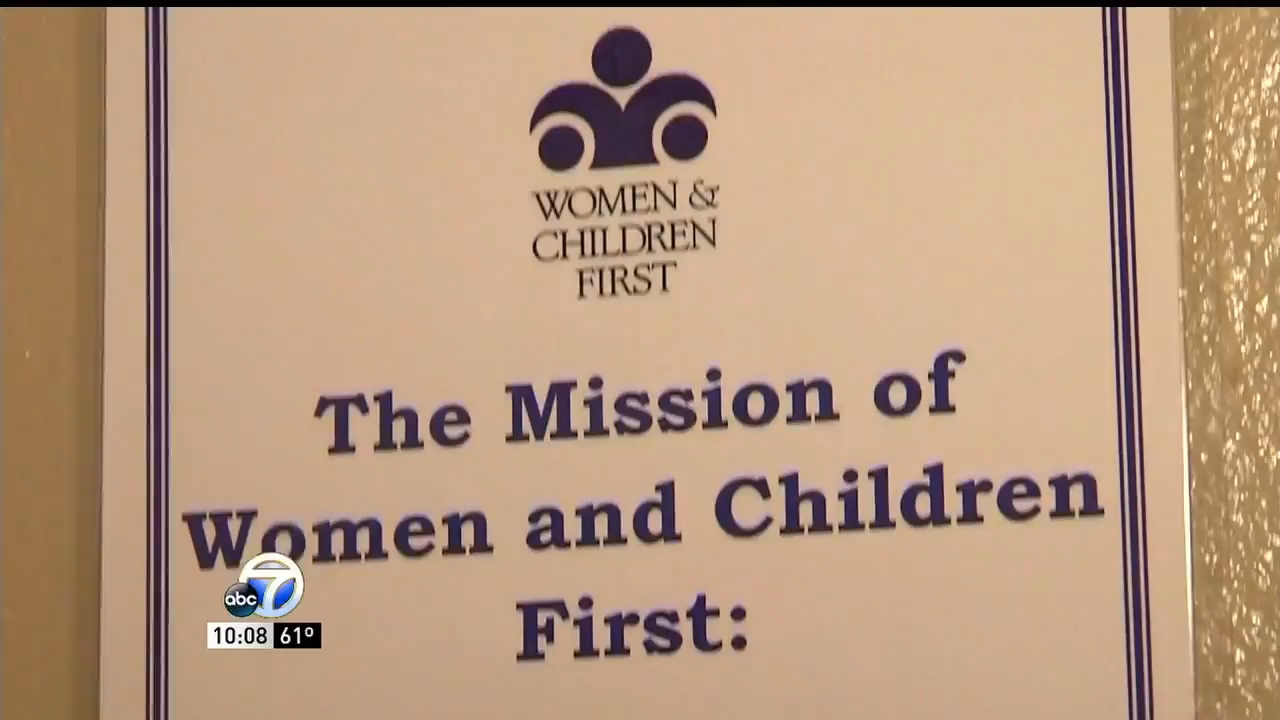 WOMEN &
CHILDREN
FIRST
The Mission of
Women and Children
First:
abc 7
10:08 61°